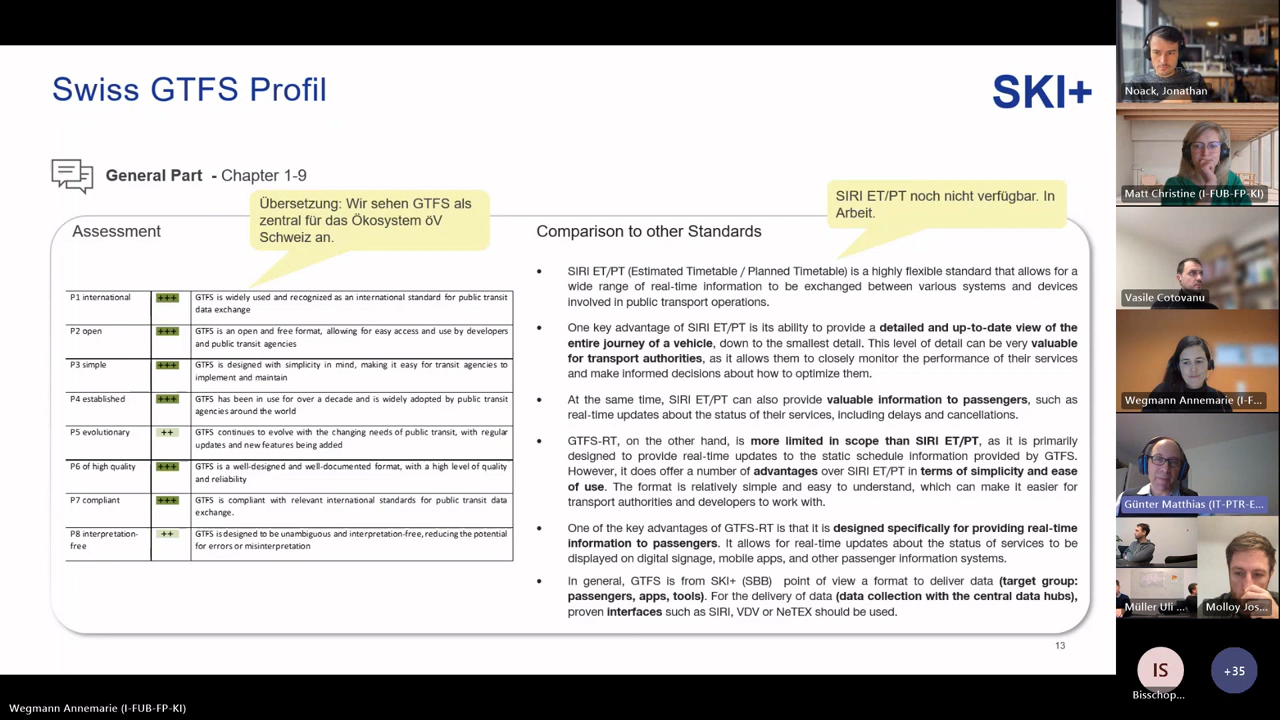 Swiss GTFS Profil
SKI+
General Part - Chapter 1-9
Übersetzung: Wir sehen GTFS als
zentral für das Ökosystem öV
Schweiz an.
SIRI ET/PT noch nicht verfügbar. In
Arbeit.
Assessment
P1 international +++ GTFS is widely used and recognized as an international standard for public transit
data exchange
P2 open +++ GTFS is an open and free format, allowing for easy access and use by developers
and public transit agencies
P3 simple +++ GTFS is designed with simplicity in mind, making it easy for transit agencies to
implement and maintain
P4 established +++ GTFS has been in use for over a decade and is widely adopted by public transit
agencies around the world
P5 evolutionary ++ GTFS continues to evolve with the changing needs of public transit, with regular
updates and new features being added
P6 of high quality +++ GTFS is a well-designed and well-documented format, with a high level of quality
and reliability
P7 compliant +++ GTFS is compliant with relevant international standards for public transit data
exchange.
P8 interpretation- ++ GTFS is designed to be unambiguous and interpretation-free, reducing the potential
free for errors or misinterpretation
Comparison to other Standards
• SIRI ET/PT (Estimated Timetable / Planned Timetable) is a highly flexible standard that allows for a
wide range of real-time information to be exchanged between various systems and devices
involved in public transport operations.
• One key advantage of SIRI ET/PT is its ability to provide a detailed and up-to-date view of the
entire journey of a vehicle, down to the smallest detail. This level of detail can be very valuable
for transport authorities, as it allows them to closely monitor the performance of their services
and make informed decisions about how to optimize them.
• At the same time, SIRI ET/PT can also provide valuable information to passengers, such as
real-time updates about the status of their services, including delays and cancellations.
• GTFS-RT, on the other hand, is more limited in scope than SIRI ET/PT, as it is primarily
designed to provide real-time updates to the static schedule information provided by GTFS.
However, it does offer a number of advantages over SIRI ET/PT in terms of simplicity and ease
of use. The format is relatively simple and easy to understand, which can make it easier for
transport authorities and developers to work with.
• One of the key advantages of GTFS-RT is that it is designed specifically for providing real-time
information to passengers. It allows for real-time updates about the status of services to be
displayed on digital signage, mobile apps, and other passenger information systems.
• In general, GTFS is from SKI+ (SBB) point of view a format to deliver data (target group:
passengers, apps, tools). For the delivery of data (data collection with the central data hubs),
proven interfaces such as SIRI, VDV or NeTEX should be used.
13
Wegmann Annemarie (I-FUB-FP-KI)
Noack, Jonathan
Matt Christine (I-FUB-FP-KI)
Vasile Cotovanu
Wegmann Annemarie (I-F...
Günter Matthias (IT-PTR-E...
Müller Uli ...
Molloy Jos...
IS
Bisschop...
+35